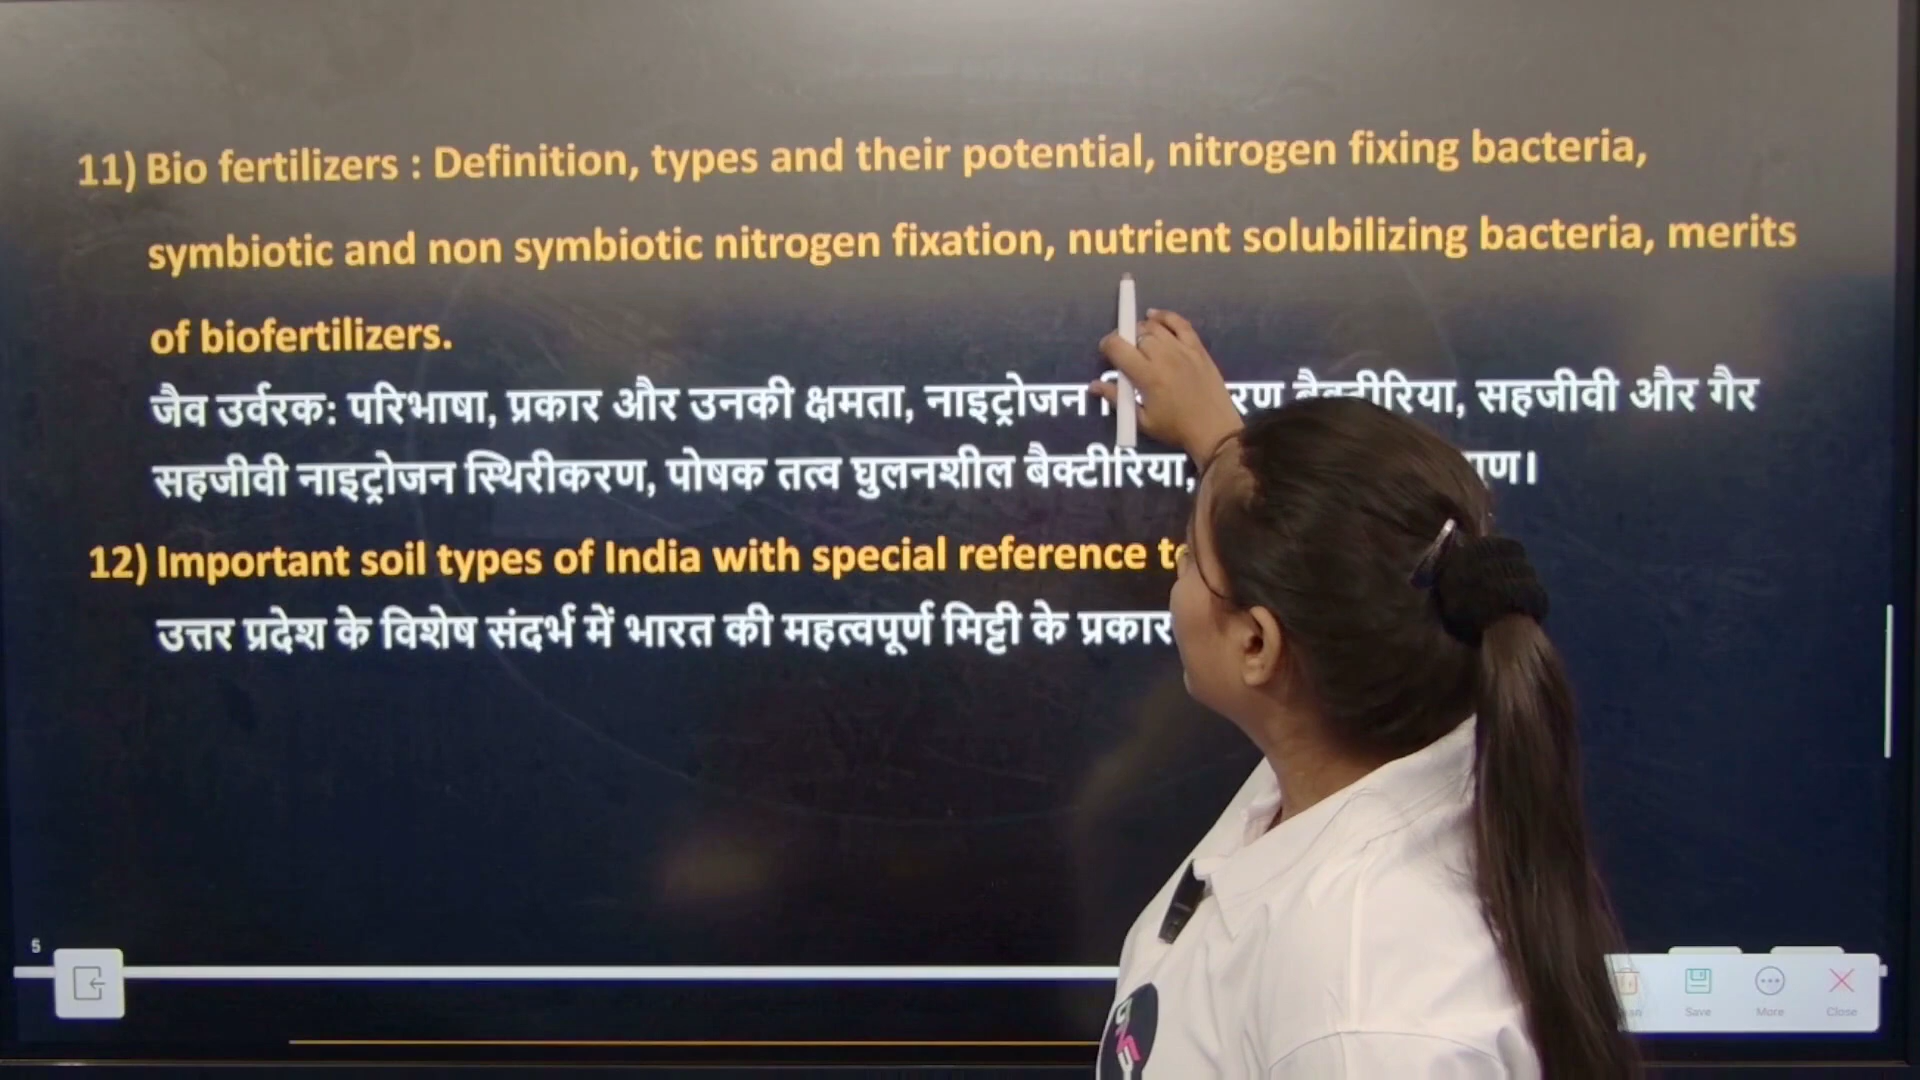 11) Bio fertilizers : Definition, types and their potential, nitrogen fixing bacteria,
symbiotic and non symbiotic nitrogen fixation, nutrient solubilizing bacteria, merits
of biofertilizers.
जैव उर्वरक: परिभाषा, प्रकार और उनकी क्षमता, नाइट्रोजन बैक्टीरिया, सहजीवी और गैर
सहजीवी नाइट्रोजन स्थिरीकरण, पोषक तत्व घुलनशील बैक्टीरिया,
12) Important soil types of India with special reference
उत्तर प्रदेश के विशेष संदर्भ में भारत की महत्वपूर्ण मिट्टी के प्रकार
5
Save More Close